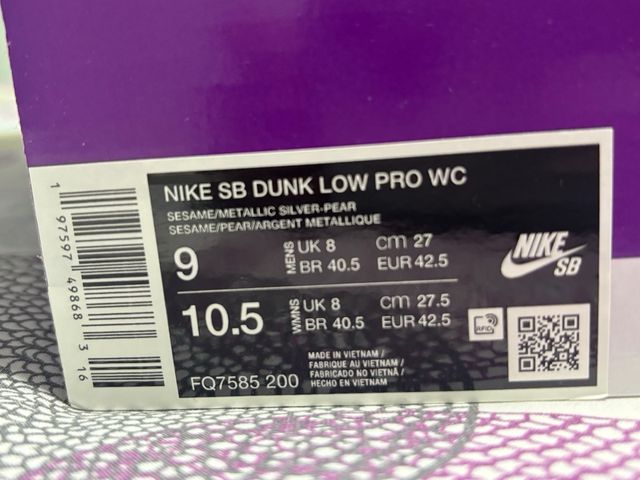 NIKE SB DUNK LOW PRO WC
SESAME/METALLIC SILVER-PEAR
SESAME/PEAR/ARGENT METALLIQUE
9 MENS UK 8 cm 27
BR 40.5 EUR 42.5
10.5 WMNS UK 8 cm 27.5
BR 40.5 EUR 42.5
FQ7585 200
MADE IN VIETNAM /
FABRIQUE AU VIETNAM /
FABRICADO NO VIETNÃ /
HECHO EN VIETNAM
NIKE
SB
RFID
1 97597 49868 3 16